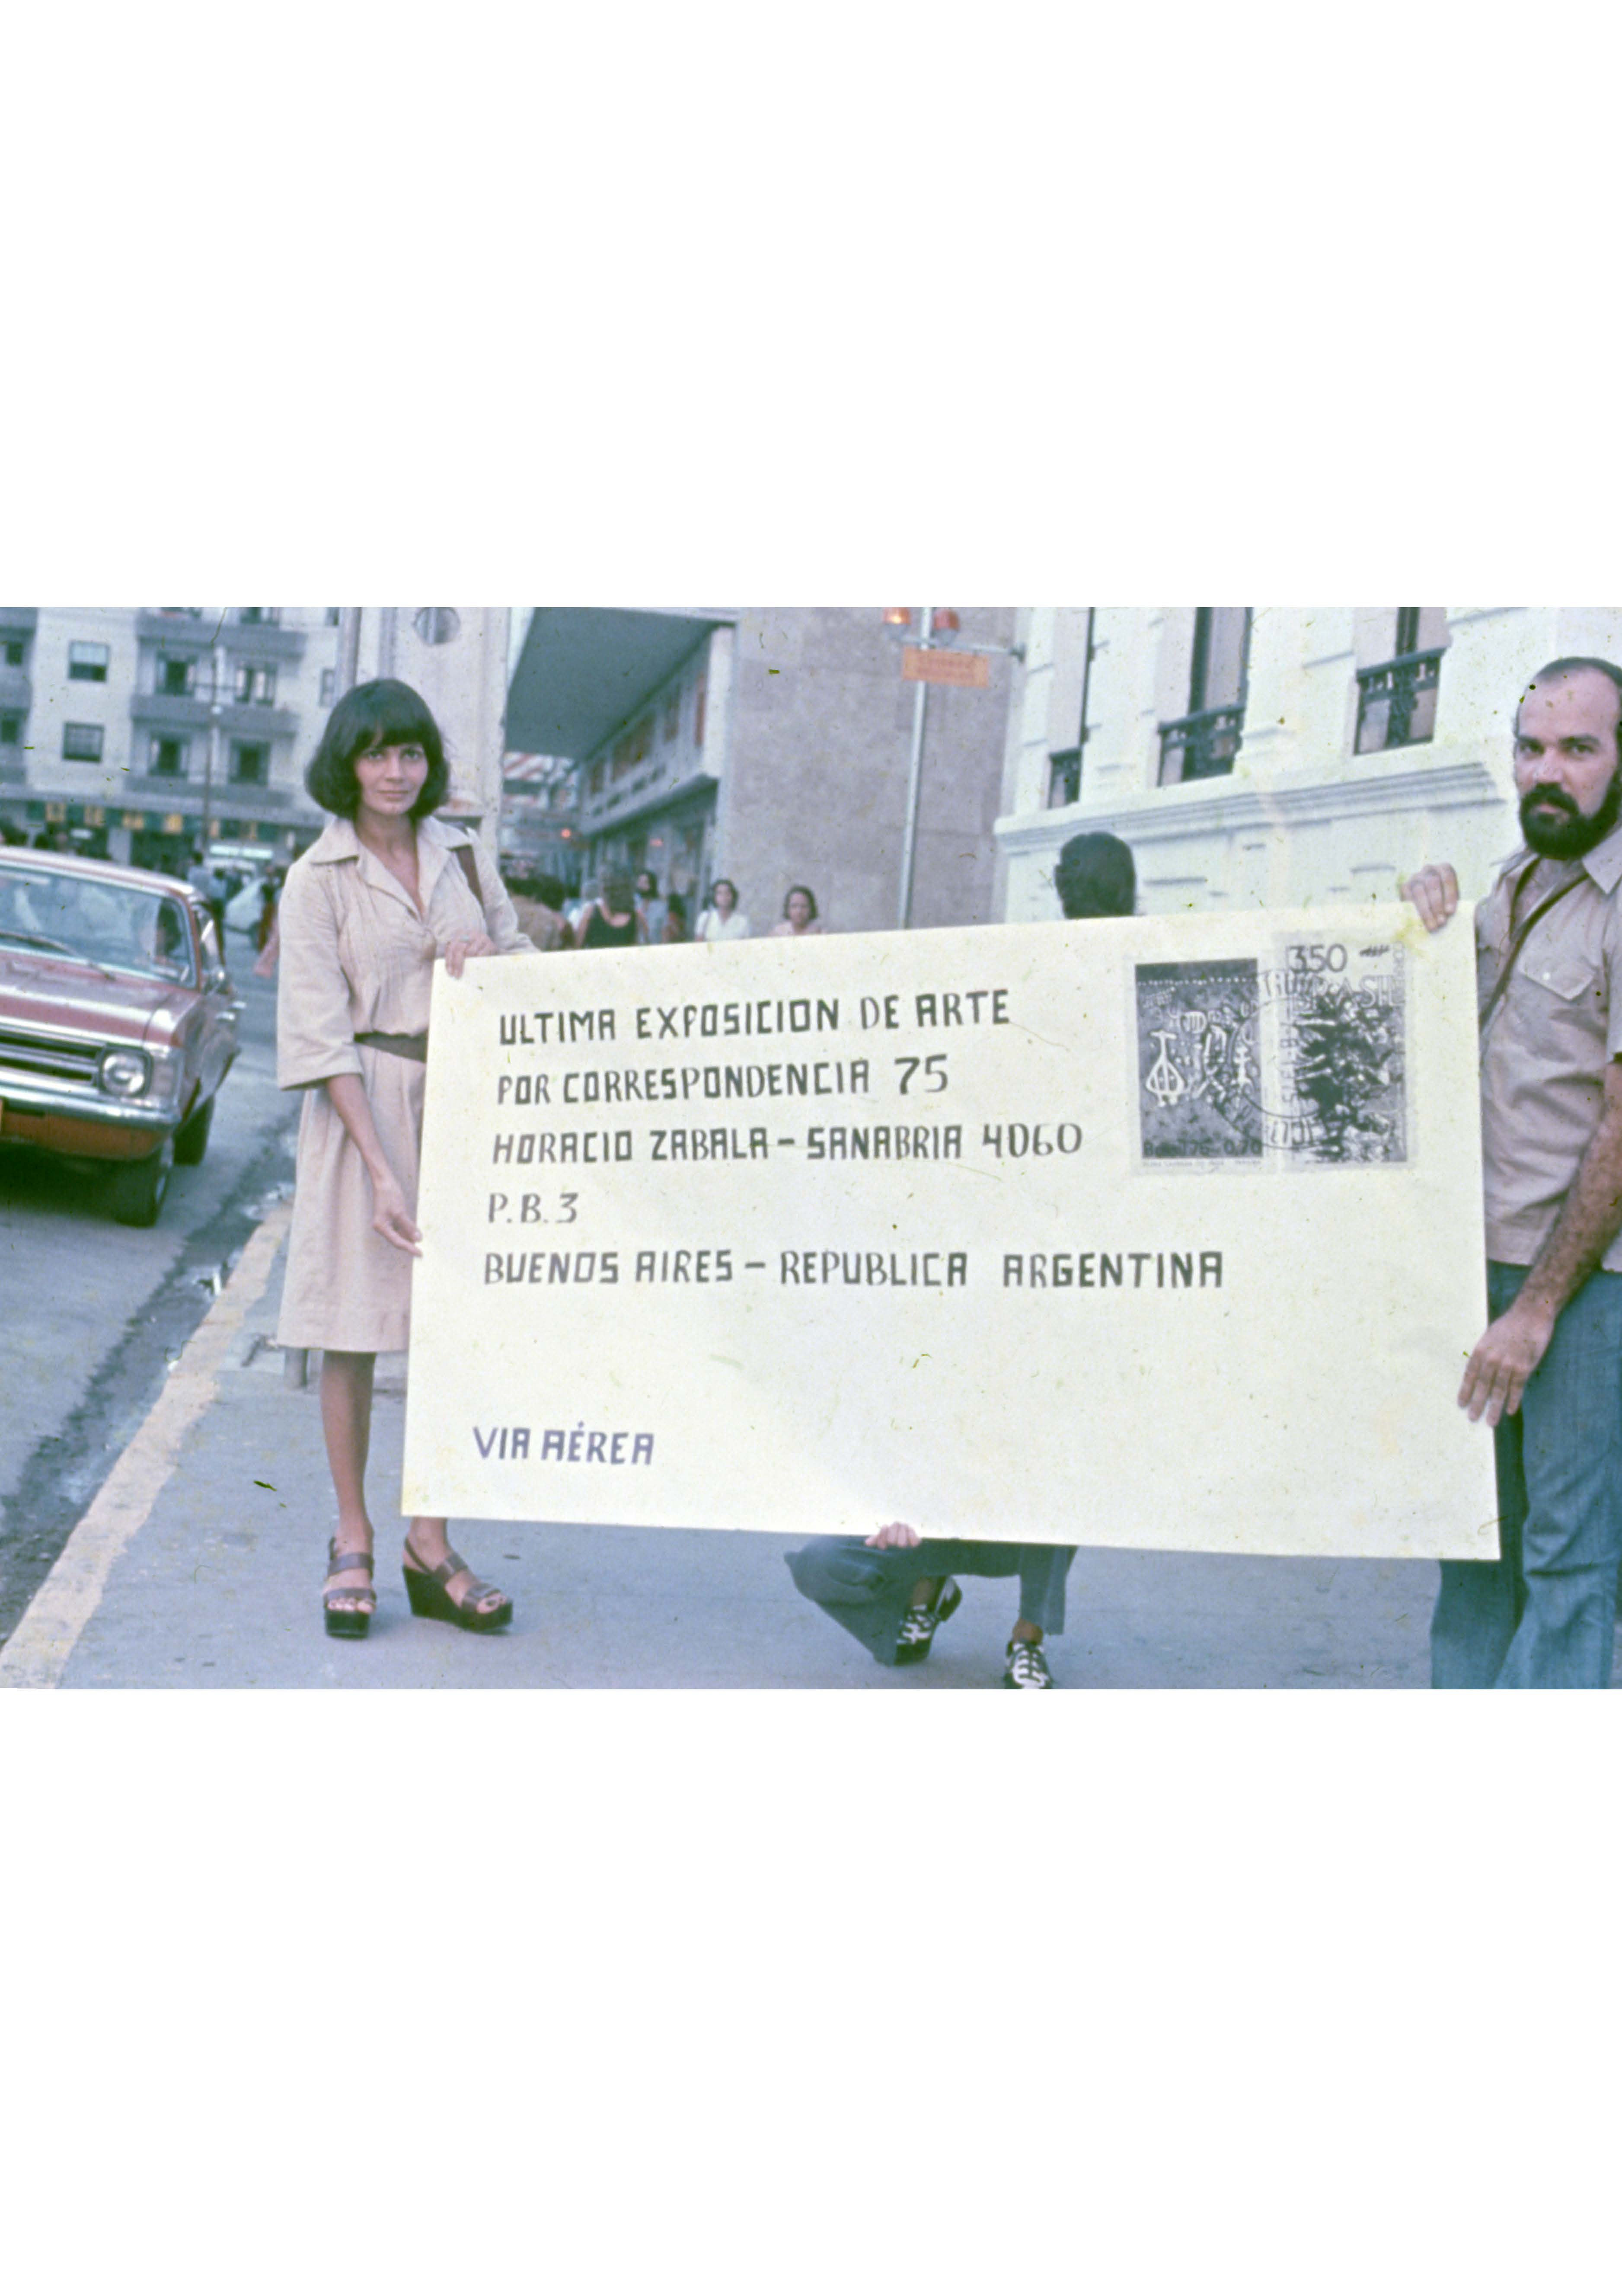 ULTIMA EXPOSICION DE ARTE
POR CORRESPONDENCIA 75
HORACIO ZABALA - SANABRIA 4060
P.B. 3
BUENOS AIRES - REPUBLICA ARGENTINA
VIA AÉREA
350
BRASIL